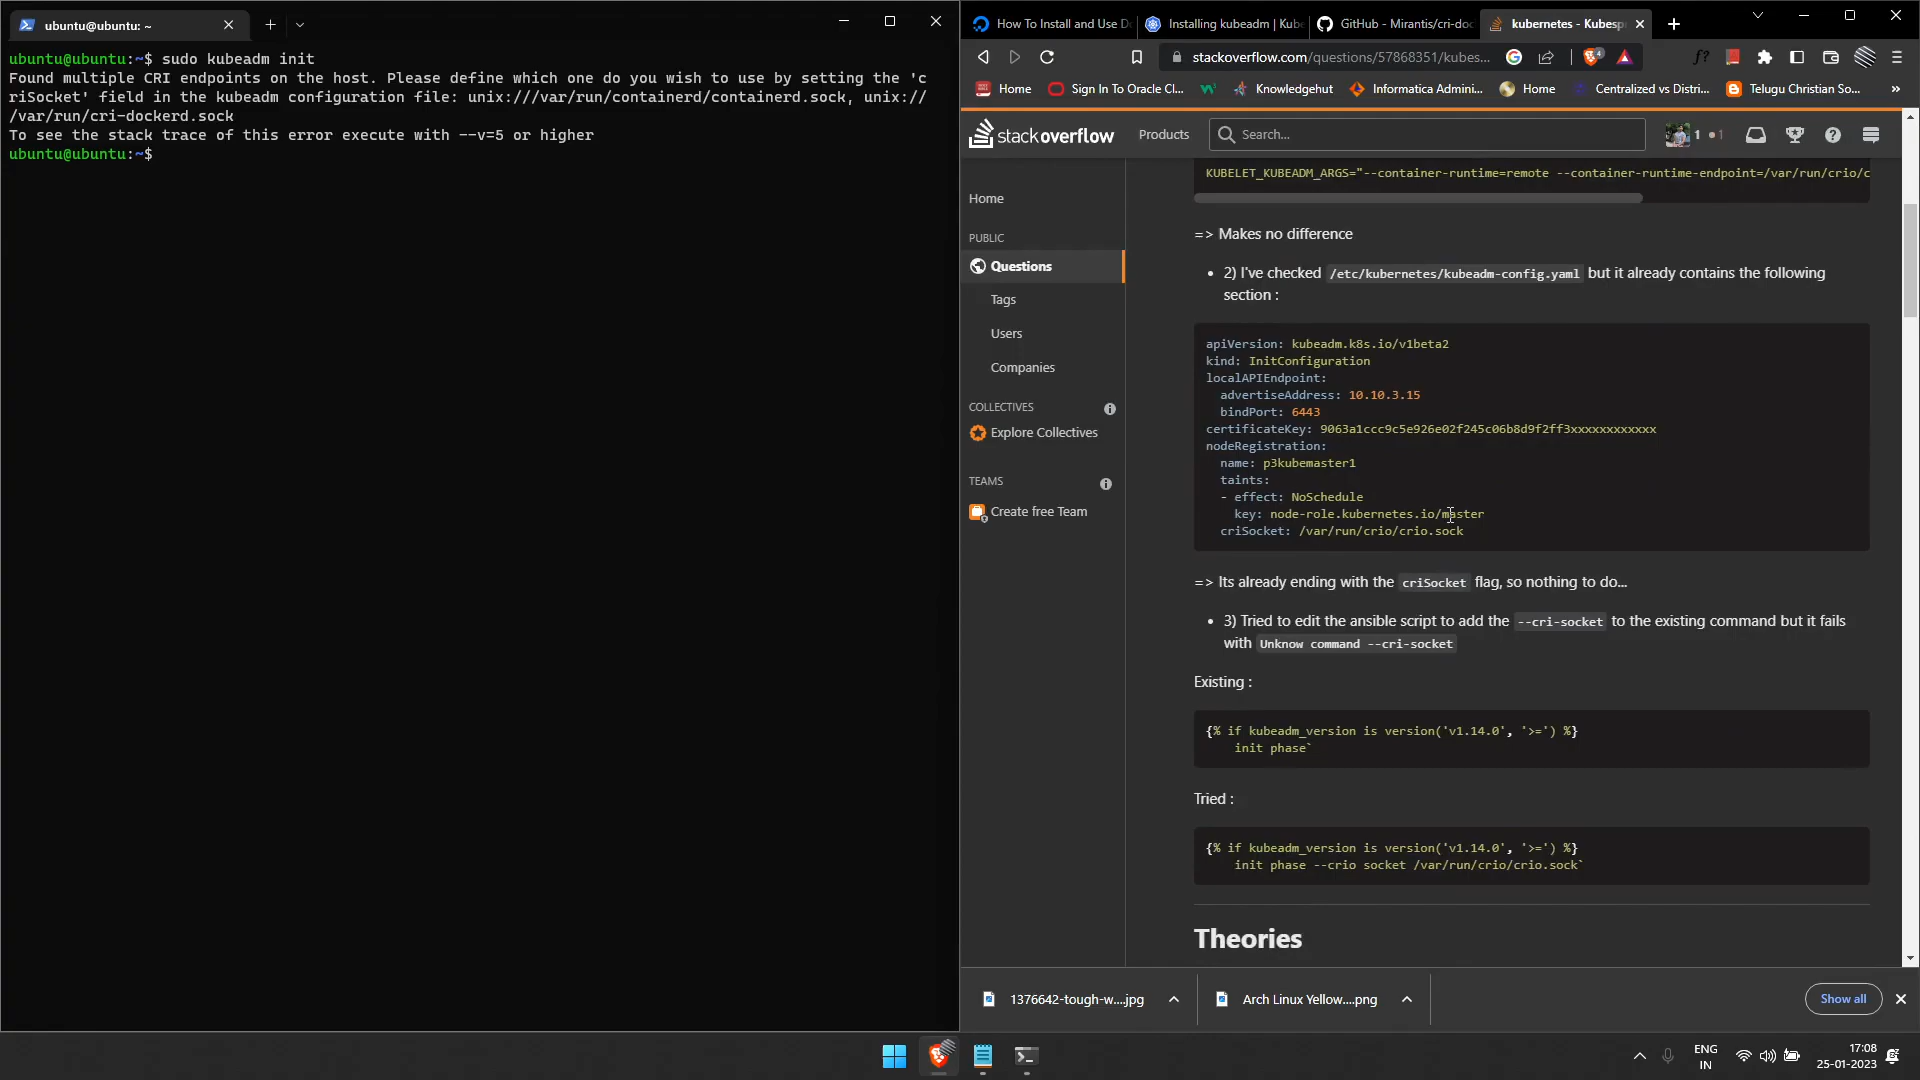 ubuntu@ubuntu: ~
ubuntu@ubuntu:~$ sudo kubeadm init
Found multiple CRI endpoints on the host. Please define which one do you wish to use by setting the 'c
riSocket' field in the kubeadm configuration file: unix:///var/run/containerd/containerd.sock, unix://
/var/run/cri-dockerd.sock
To see the stack trace of this error execute with --v=5 or higher
ubuntu@ubuntu:~$
How To Install and Use D
Installing kubeadm | Kube
GitHub - Mirantis/cri-doc
kubernetes - Kubesp
stackoverflow.com/questions/57868351/kubes...
Home
Sign In To Oracle Cl...
Knowledgehut
Informatica Admini...
Home
Centralized vs Distri...
Telugu Christian So...
stackoverflow
Products
Search...
1
1
Home
PUBLIC
Questions
Tags
Users
Companies
COLLECTIVES
Explore Collectives
TEAMS
Create free Team
KUBELET_KUBEADM_ARGS="--container-runtime=remote --container-runtime-endpoint=/var/run/crio/c
=> Makes no difference
• 2) I've checked /etc/kubernetes/kubeadm-config.yaml but it already contains the following
section :
apiVersion: kubeadm.k8s.io/v1beta2
kind: InitConfiguration
localAPIEndpoint:
advertiseAddress: 10.10.3.15
bindPort: 6443
certificateKey: 9063a1ccc9c5e926e02f245c06b8d9f2ff3xxxxxxxxxxxx
nodeRegistration:
name: p3kubemaster1
taints:
- effect: NoSchedule
key: node-role.kubernetes.io/master
criSocket: /var/run/crio/crio.sock
=> Its already ending with the criSocket flag, so nothing to do...
• 3) Tried to edit the ansible script to add the --cri-socket to the existing command but it fails
with Unknow command --cri-socket
Existing :
{% if kubeadm_version is version('v1.14.0', '>=') %}
init phase`
Tried :
{% if kubeadm_version is version('v1.14.0', '>=') %}
init phase --crio socket /var/run/crio/crio.sock`
Theories
1376642-tough-w....jpg
Arch Linux Yellow....png
Show all
ENG
IN
17:08
25-01-2023